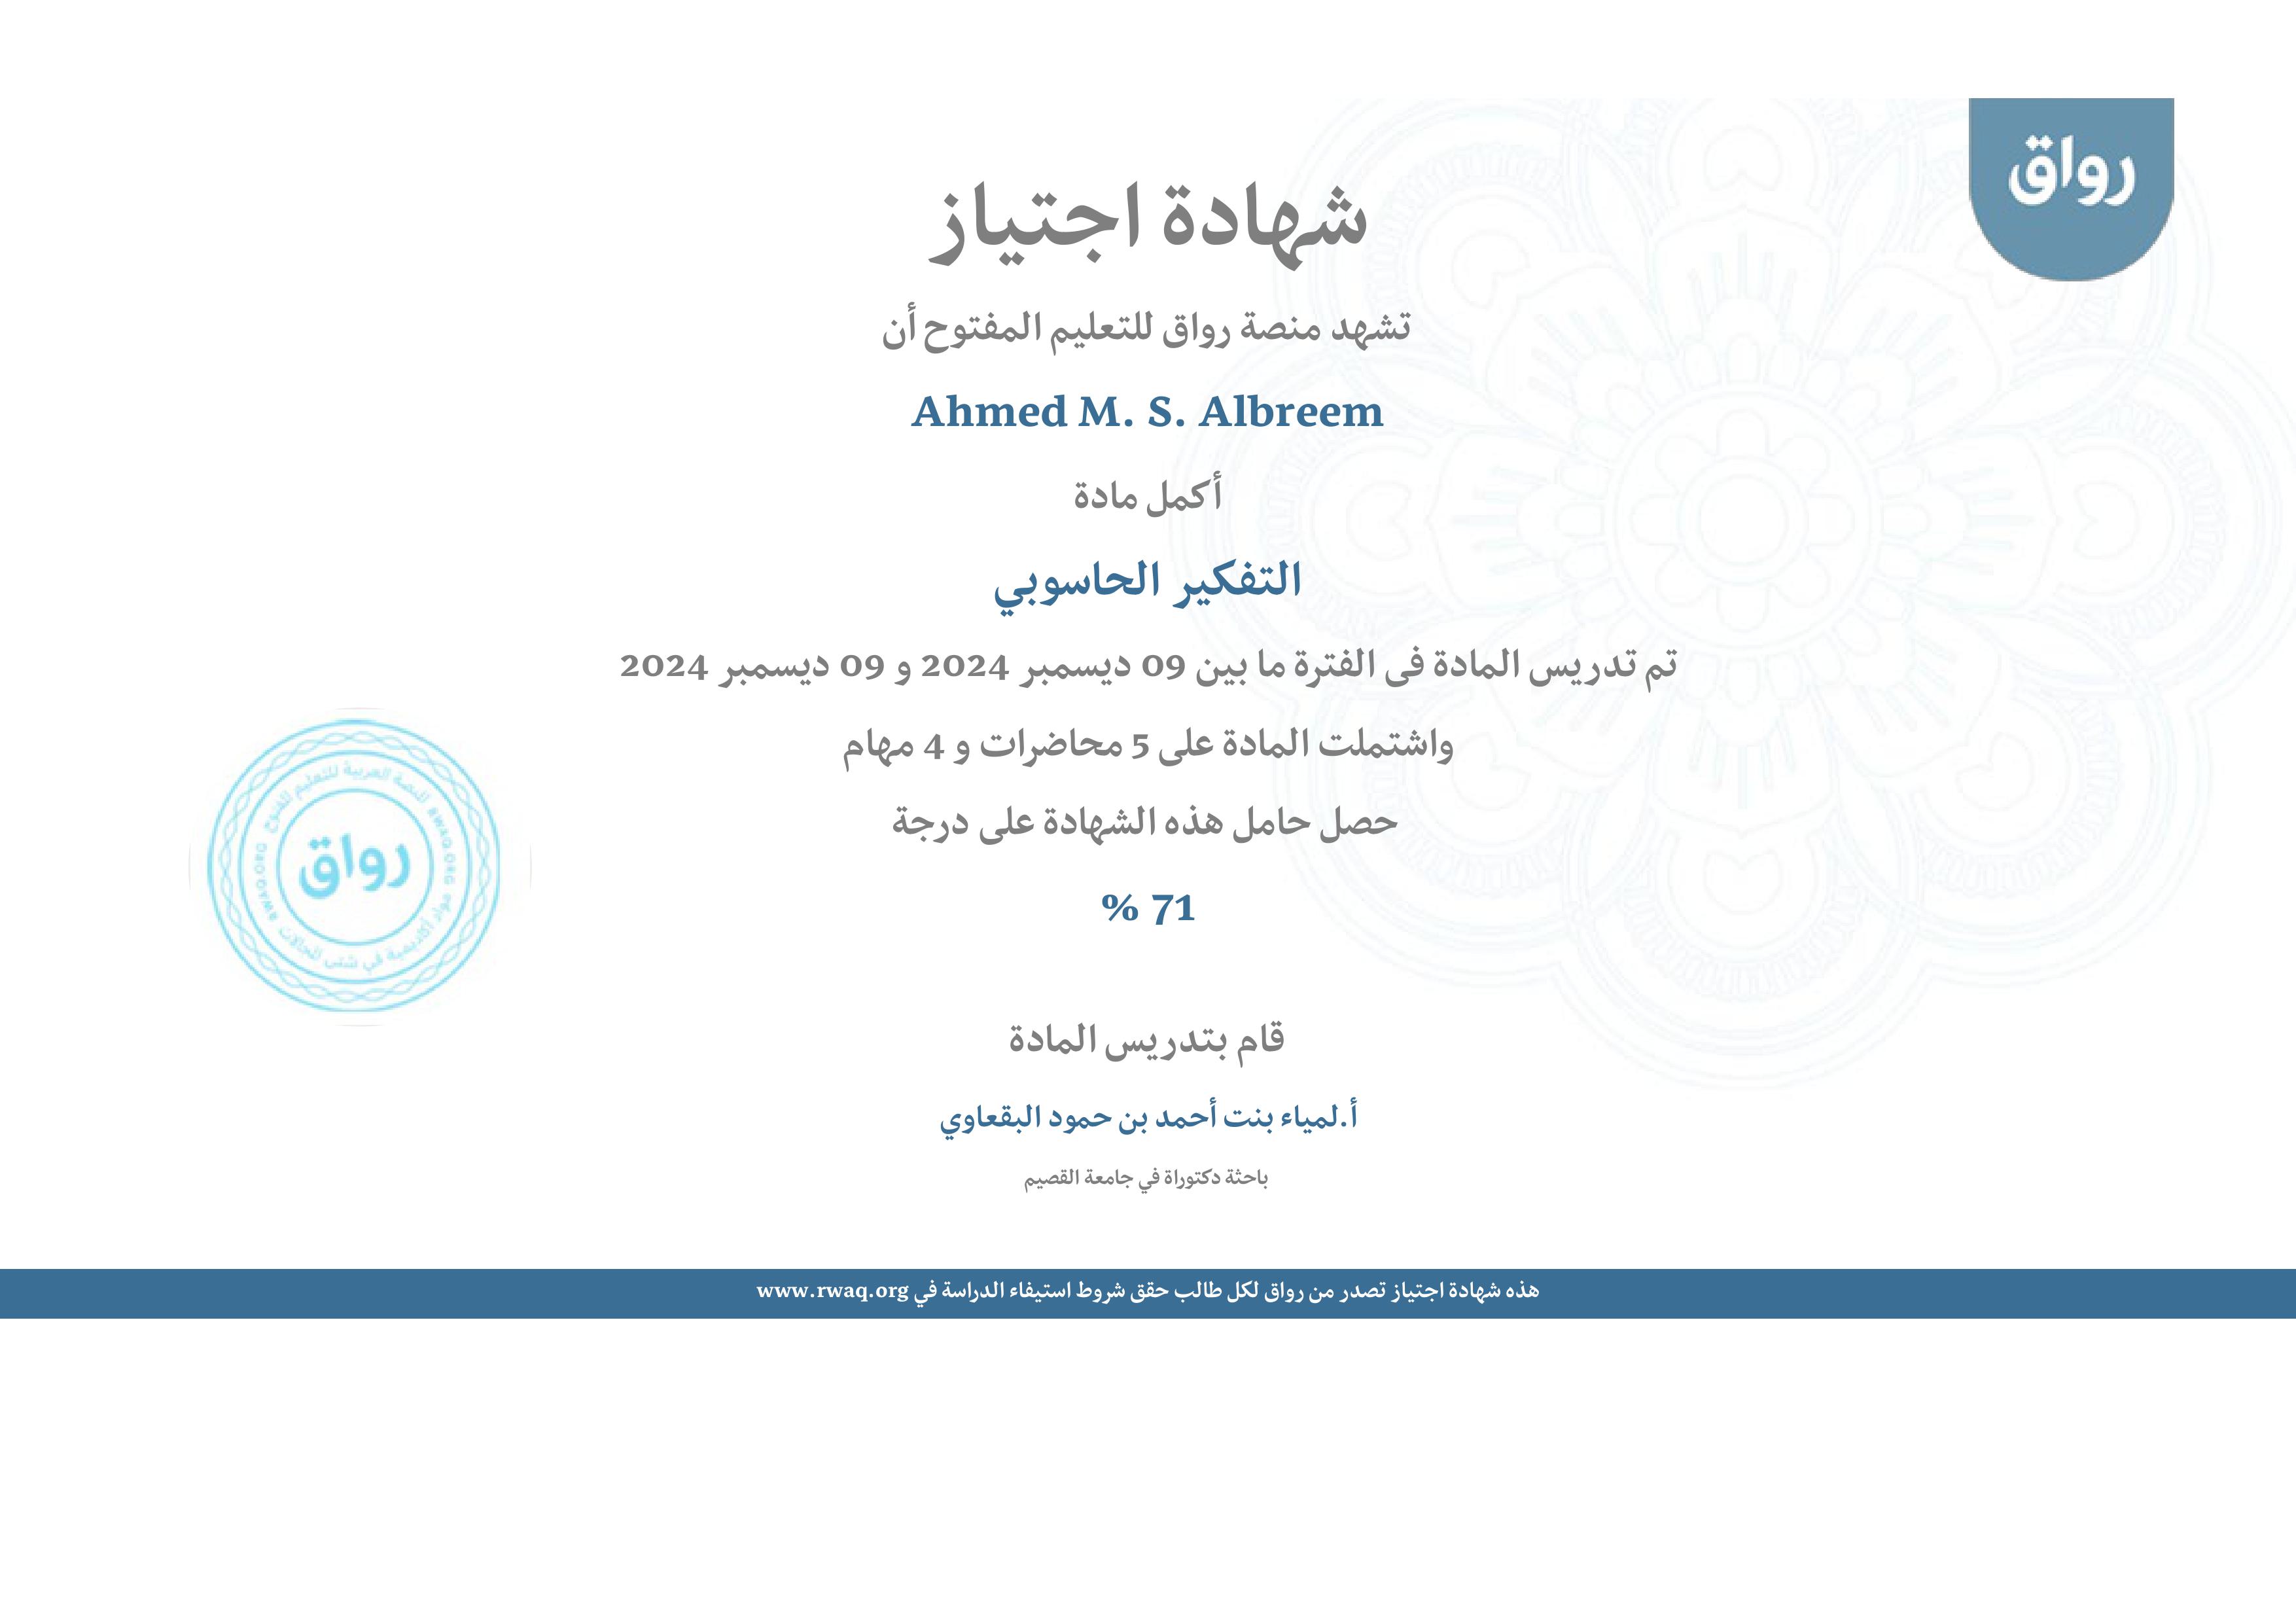 رواق
شهادة اجتياز
تشهد منصة رواق للتعليم المفتوح أن
Ahmed M. S. Albreem
أكمل مادة
التفكير الحاسوبي
تم تدريس المادة فى الفترة ما بين 09 ديسمبر 2024 و 09 ديسمبر 2024
واشتملت المادة على 5 محاضرات و 4 مهام
حصل حامل هذه الشهادة على درجة
71 %
رواق
المنصة العربية للتعليم المفتوح
RWAQ.ORG
مواد أكاديمية في شتى المجالات
RWAQ.ORG
قام بتدريس المادة
أ.لمياء بنت أحمد بن حمود البقعاوي
باحثة دكتوراة في جامعة القصيم
هذه شهادة اجتياز تصدر من رواق لكل طالب حقق شروط استيفاء الدراسة في www.rwaq.org